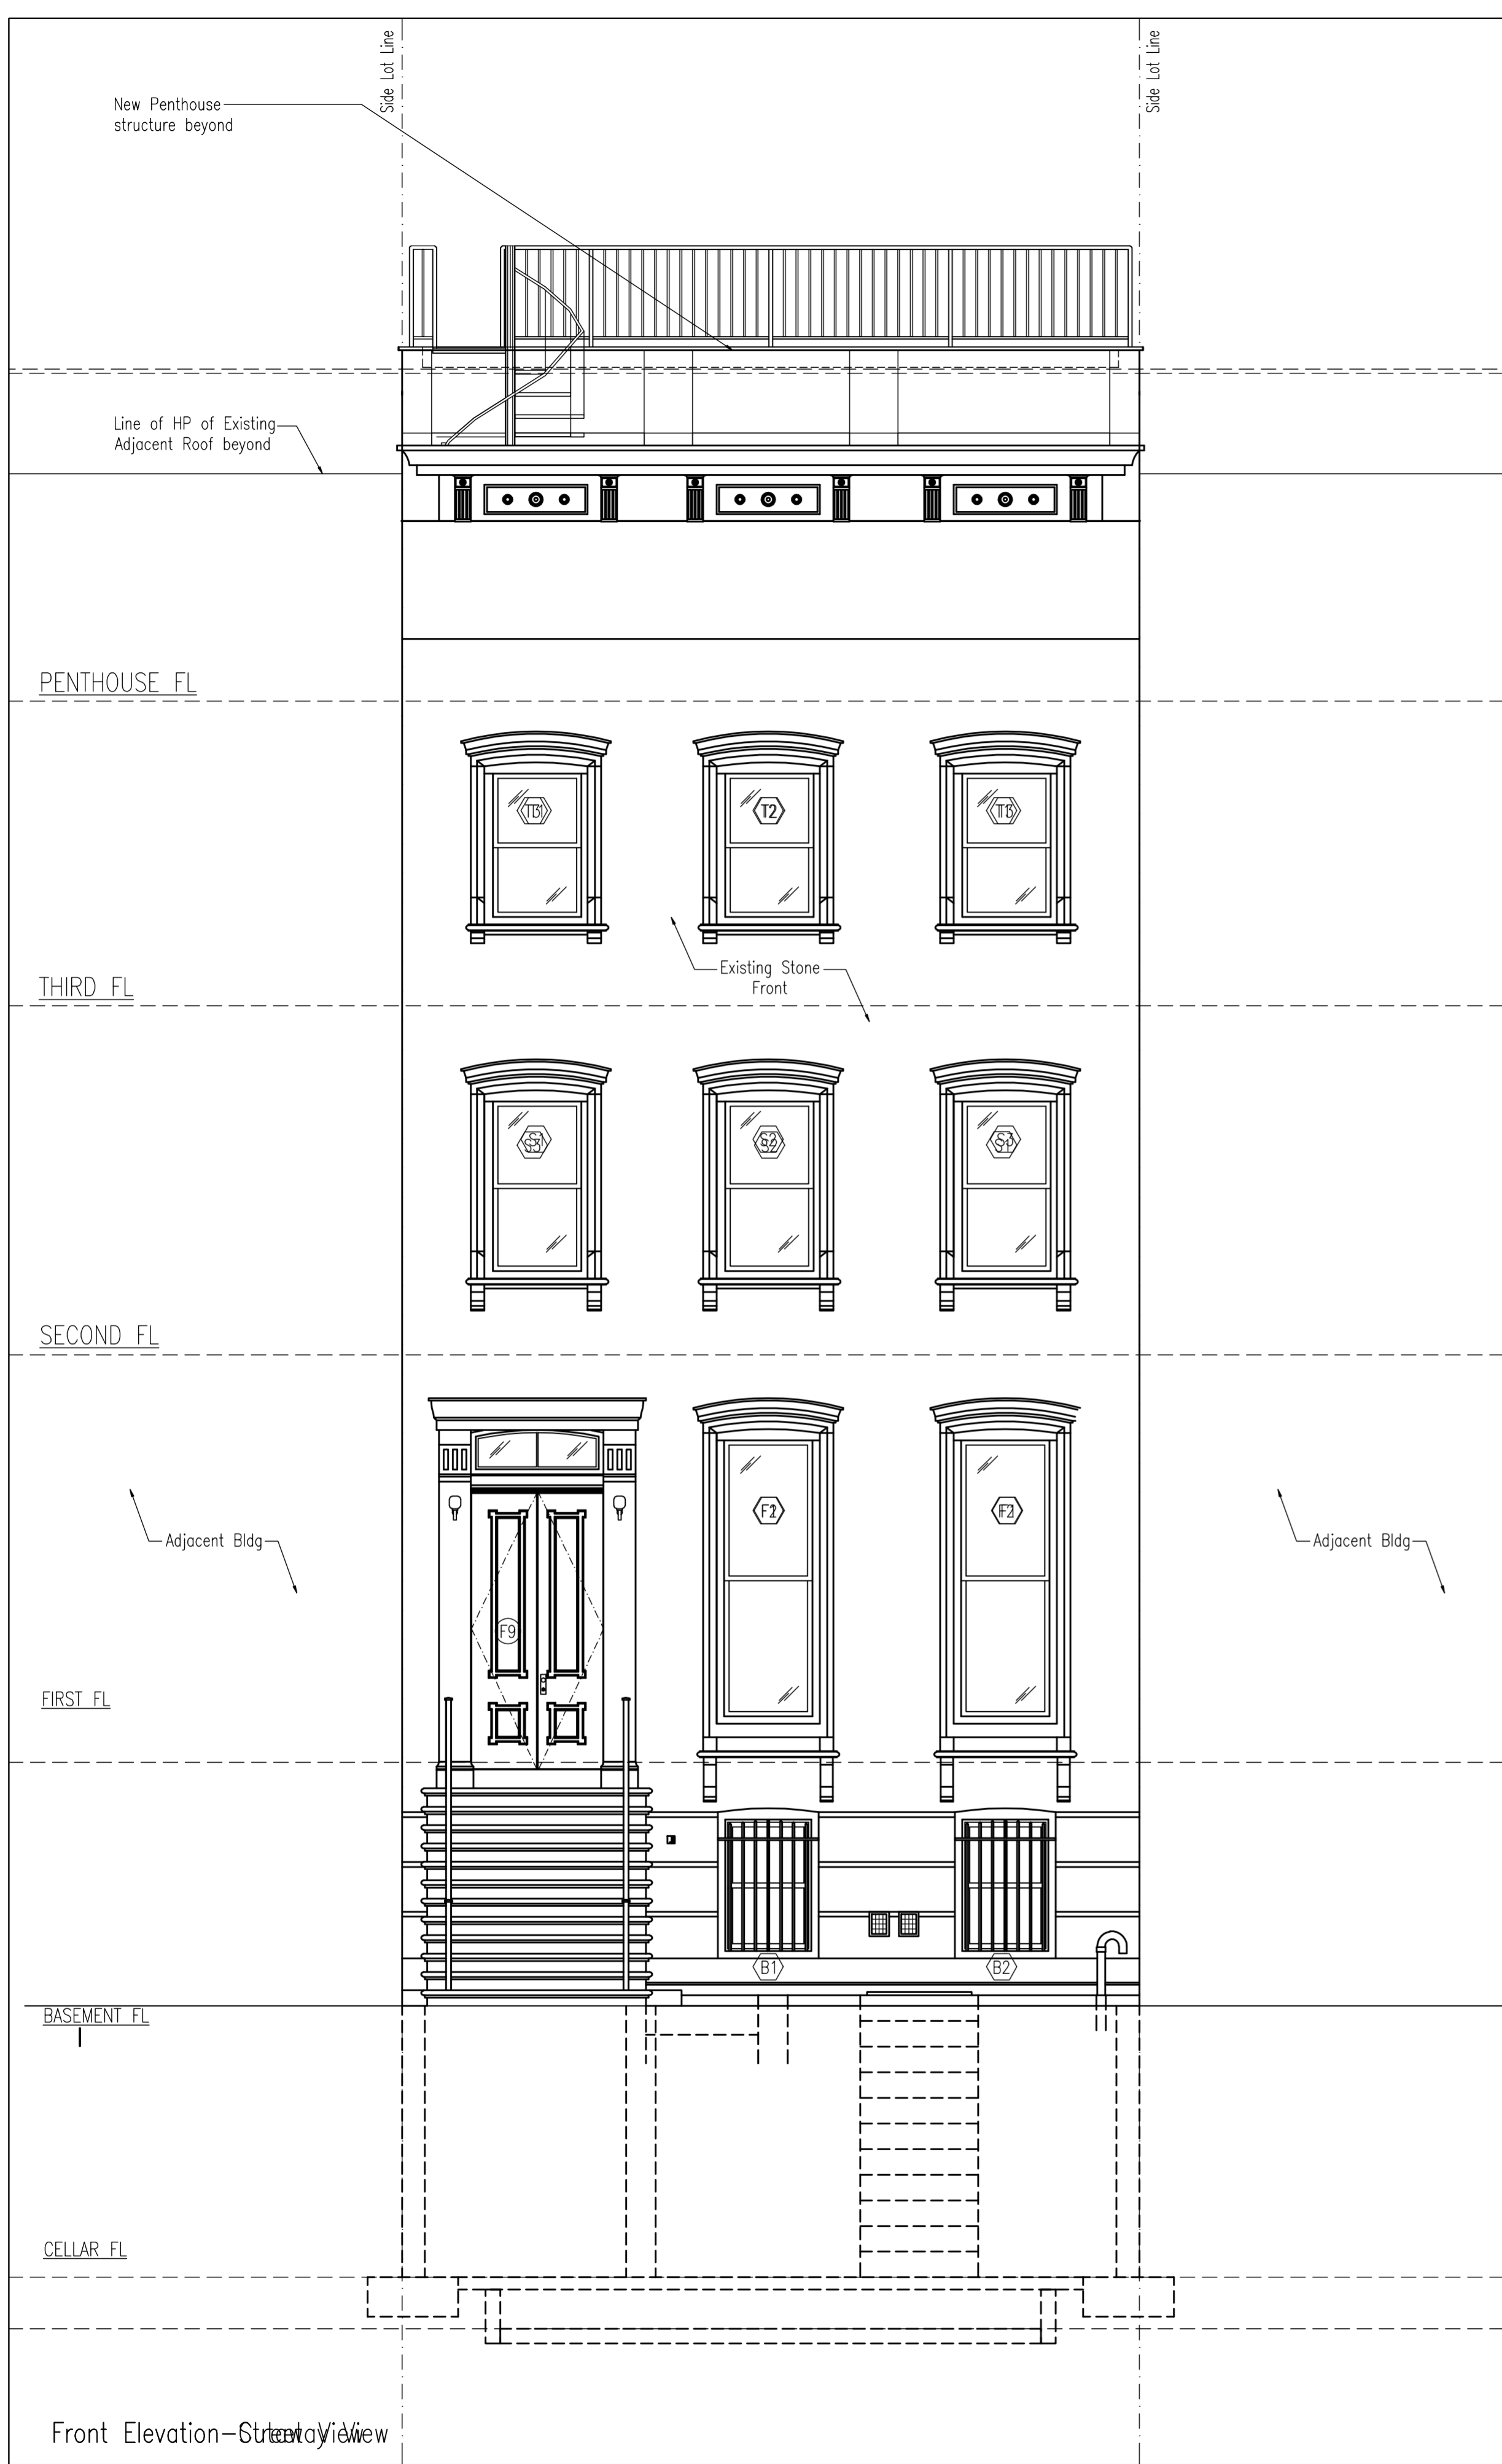 Side Lot Line
Side Lot Line
New Penthouse
structure beyond
Line of HP of Existing
Adjacent Roof beyond
PENTHOUSE FL
T2
Existing Stone
Front
THIRD FL
S2
SECOND FL
Adjacent Bldg
Adjacent Bldg
F9
FIRST FL
B1
B2
BASEMENT FL
CELLAR FL
Front Elevation-